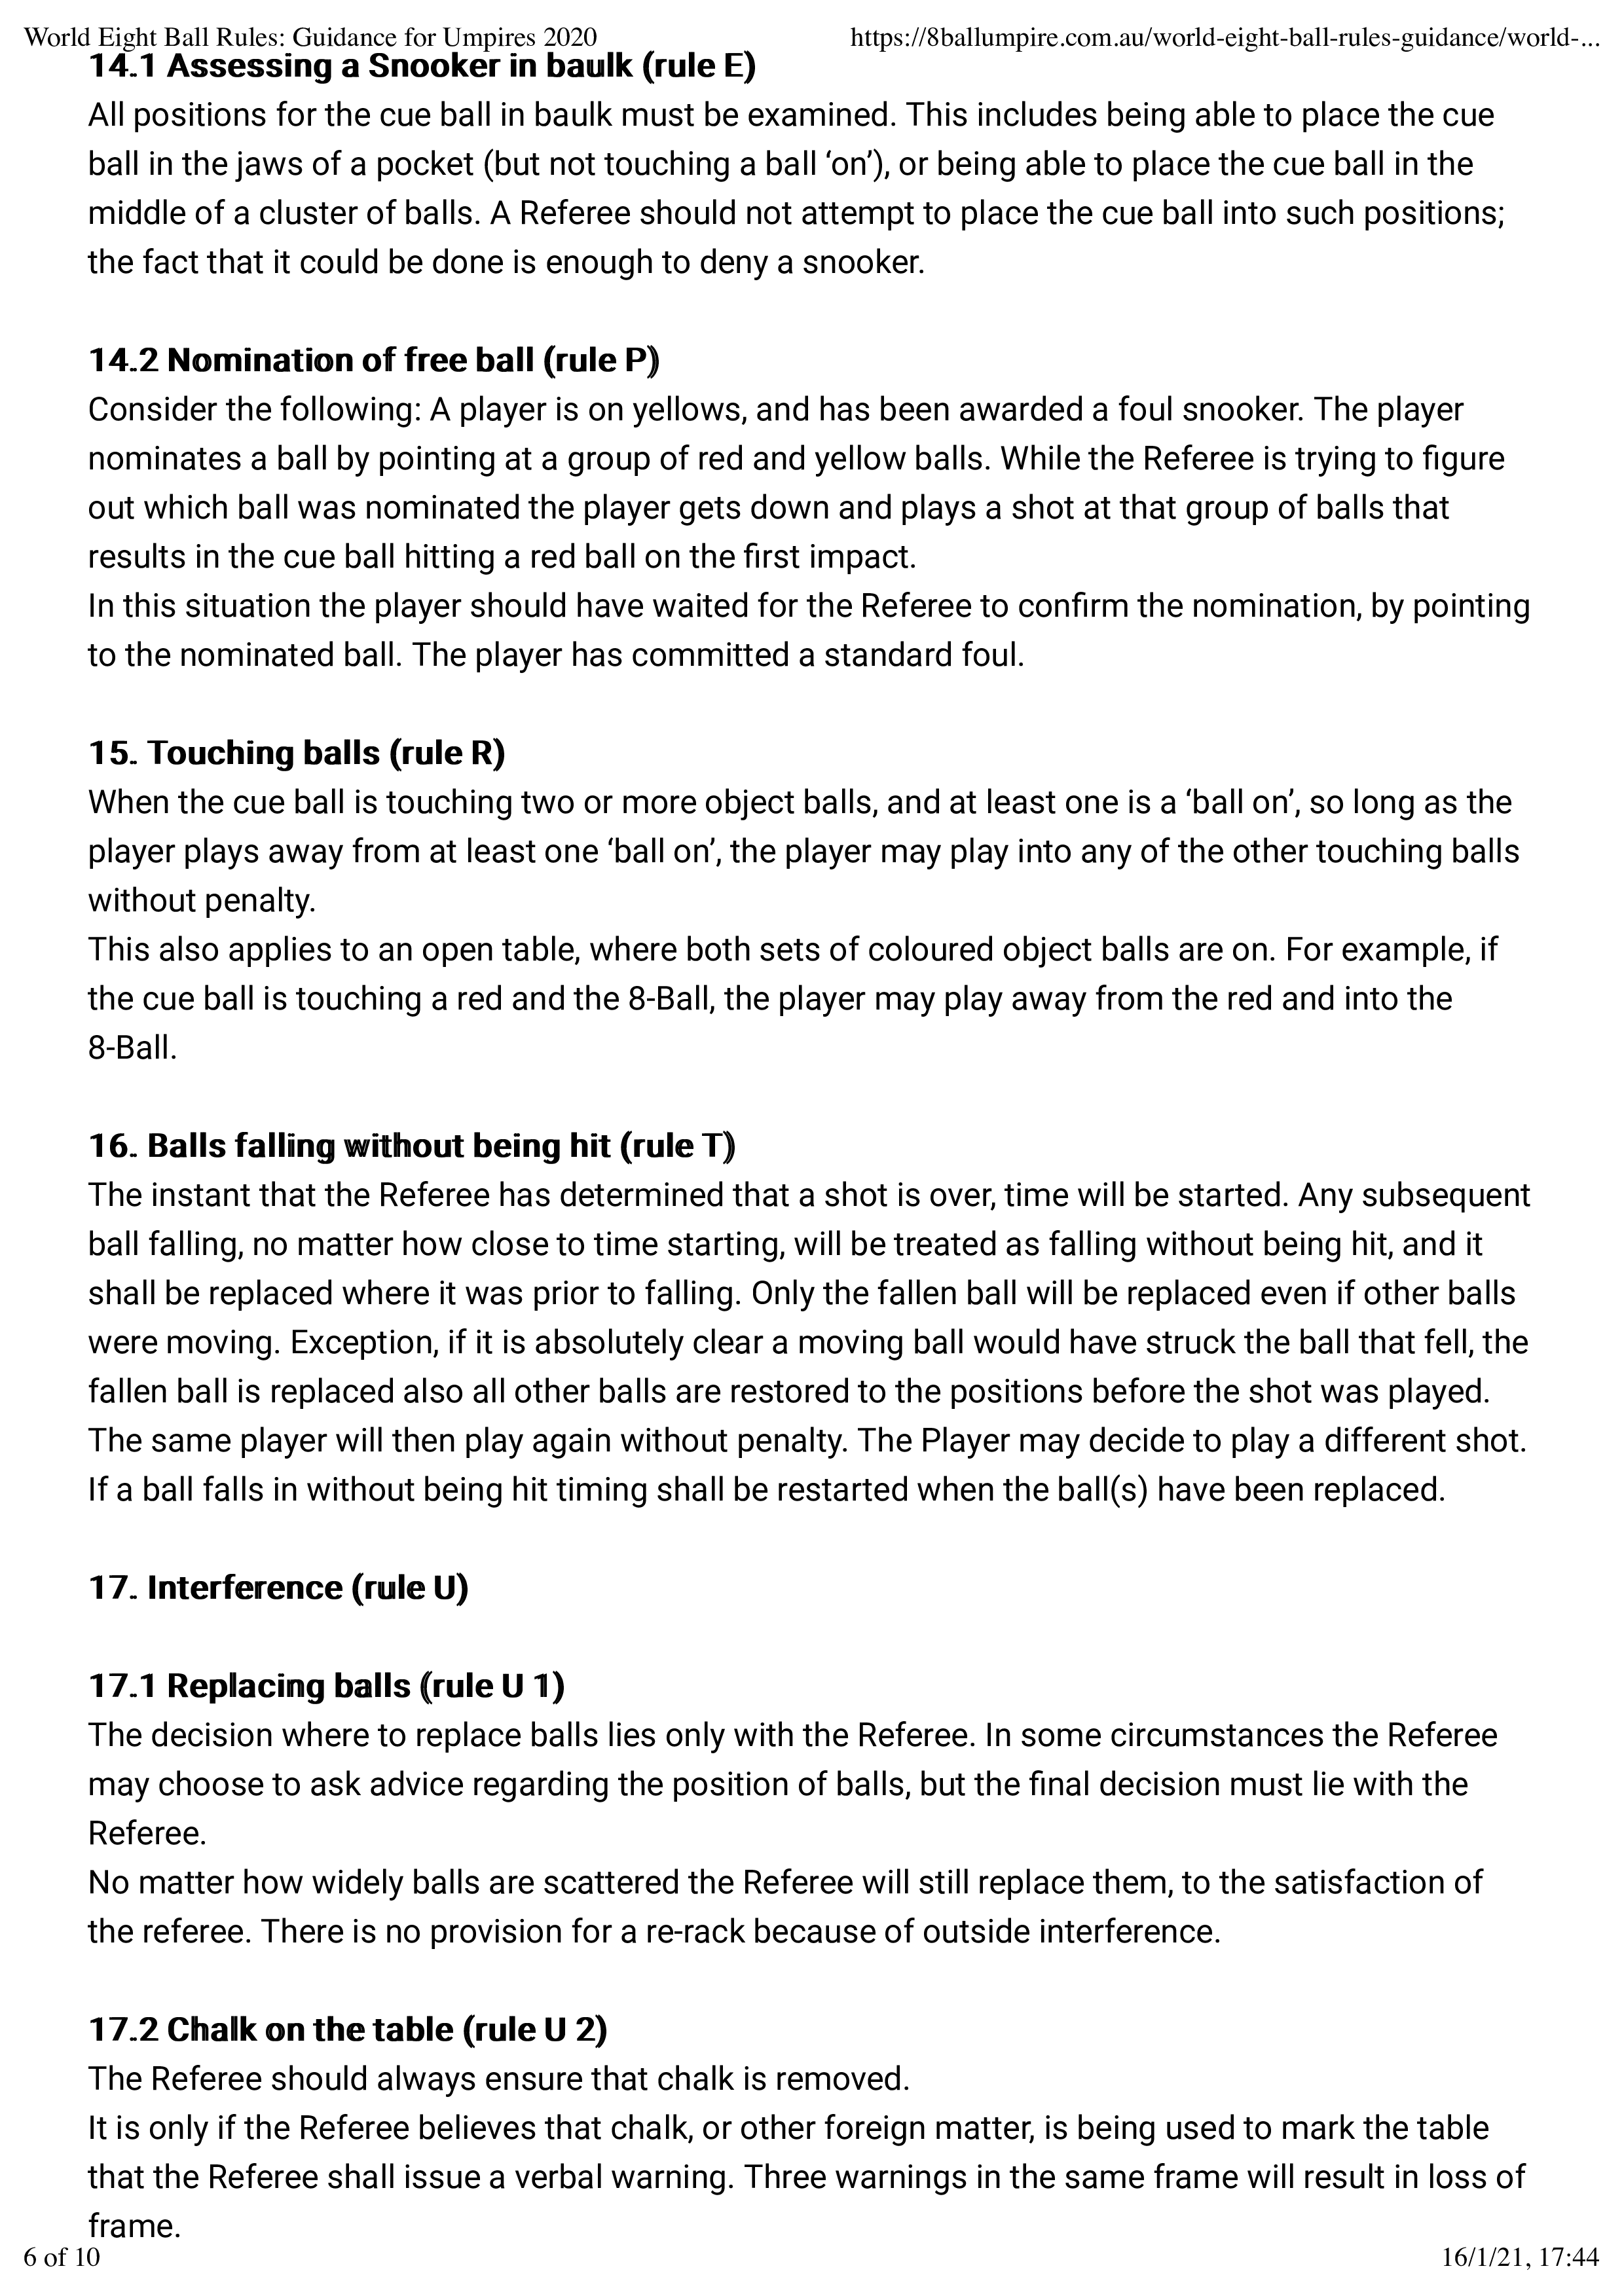 World Eight Ball Rules: Guidance for Umpires 2020 https://8ballumpire.com.au/world-eight-ball-rules-guidance/world-...
14.1 Assessing a Snooker in baulk (rule E)
All positions for the cue ball in baulk must be examined. This includes being able to place the cue
ball in the jaws of a pocket (but not touching a ball ‘on’), or being able to place the cue ball in the
middle of a cluster of balls. A Referee should not attempt to place the cue ball into such positions;
the fact that it could be done is enough to deny a snooker.
14.2 Nomination of free ball (rule P)
Consider the following: A player is on yellows, and has been awarded a foul snooker. The player
nominates a ball by pointing at a group of red and yellow balls. While the Referee is trying to figure
out which ball was nominated the player gets down and plays a shot at that group of balls that
results in the cue ball hitting a red ball on the first impact.
In this situation the player should have waited for the Referee to confirm the nomination, by pointing
to the nominated ball. The player has committed a standard foul.
15. Touching balls (rule R)
When the cue ball is touching two or more object balls, and at least one is a ‘ball on’, so long as the
player plays away from at least one ‘ball on’, the player may play into any of the other touching balls
without penalty.
This also applies to an open table, where both sets of coloured object balls are on. For example, if
the cue ball is touching a red and the 8-Ball, the player may play away from the red and into the
8-Ball.
16. Balls falling without being hit (rule T)
The instant that the Referee has determined that a shot is over, time will be started. Any subsequent
ball falling, no matter how close to time starting, will be treated as falling without being hit, and it
shall be replaced where it was prior to falling. Only the fallen ball will be replaced even if other balls
were moving. Exception, if it is absolutely clear a moving ball would have struck the ball that fell, the
fallen ball is replaced also all other balls are restored to the positions before the shot was played.
The same player will then play again without penalty. The Player may decide to play a different shot.
If a ball falls in without being hit timing shall be restarted when the ball(s) have been replaced.
17. Interference (rule U)
17.1 Replacing balls (rule U 1)
The decision where to replace balls lies only with the Referee. In some circumstances the Referee
may choose to ask advice regarding the position of balls, but the final decision must lie with the
Referee.
No matter how widely balls are scattered the Referee will still replace them, to the satisfaction of
the referee. There is no provision for a re-rack because of outside interference.
17.2 Chalk on the table (rule U 2)
The Referee should always ensure that chalk is removed.
It is only if the Referee believes that chalk, or other foreign matter, is being used to mark the table
that the Referee shall issue a verbal warning. Three warnings in the same frame will result in loss of
frame.
6 of 10 16/1/21, 17:44